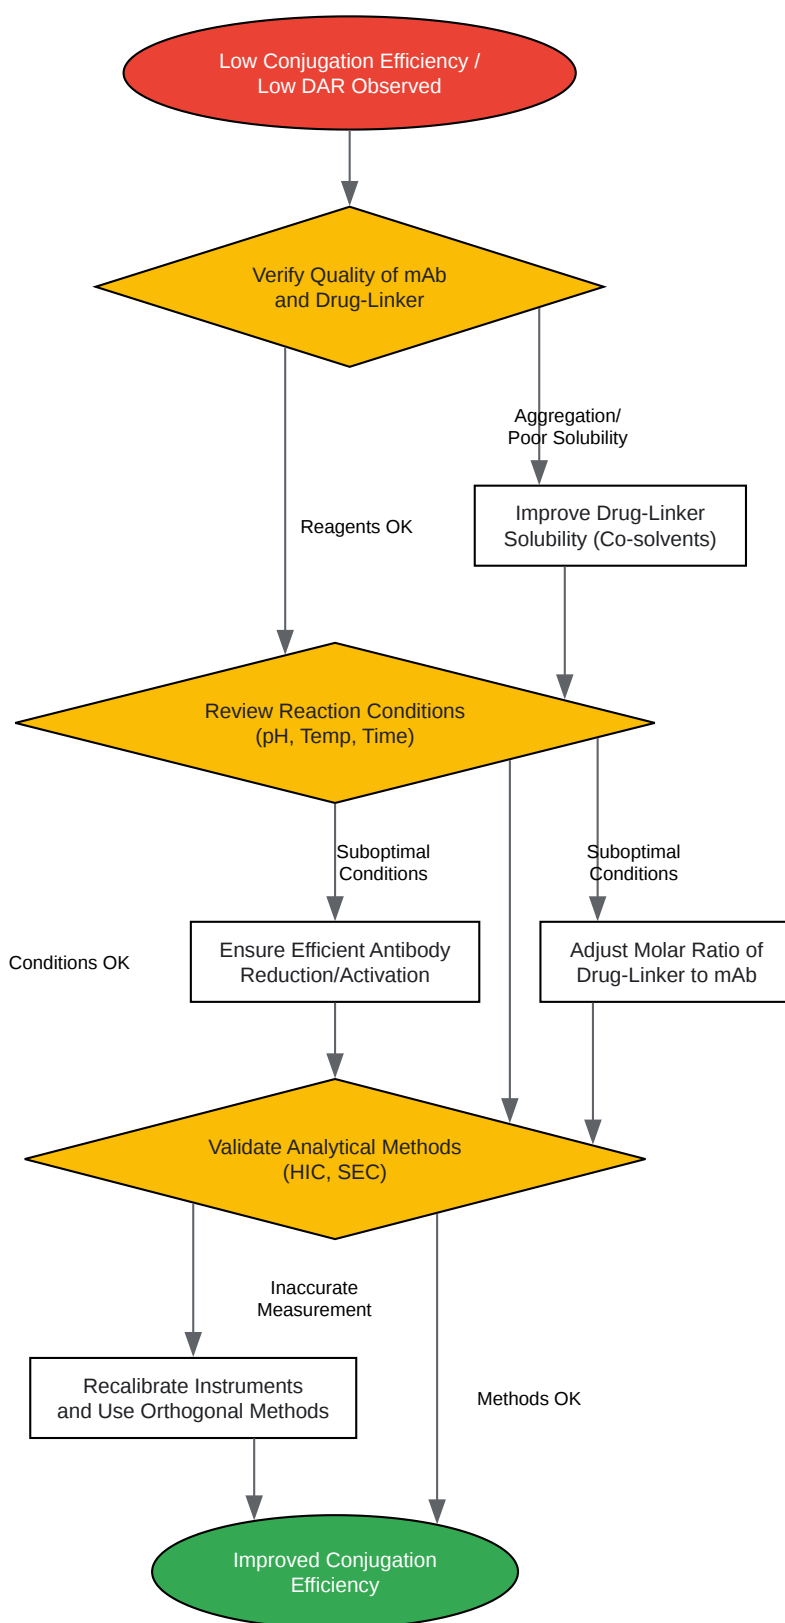 Low Conjugation Efficiency /
Low DAR Observed
Verify Quality of mAb
and Drug-Linker
Aggregation/
Poor Solubility
Reagents OK
Improve Drug-Linker
Solubility (Co-solvents)
Review Reaction Conditions
(pH, Temp, Time)
Suboptimal
Conditions
Suboptimal
Conditions
Conditions OK
Ensure Efficient Antibody
Reduction/Activation
Adjust Molar Ratio of
Drug-Linker to mAb
Validate Analytical Methods
(HIC, SEC)
Inaccurate
Measurement
Recalibrate Instruments
and Use Orthogonal Methods
Methods OK
Improved Conjugation
Efficiency